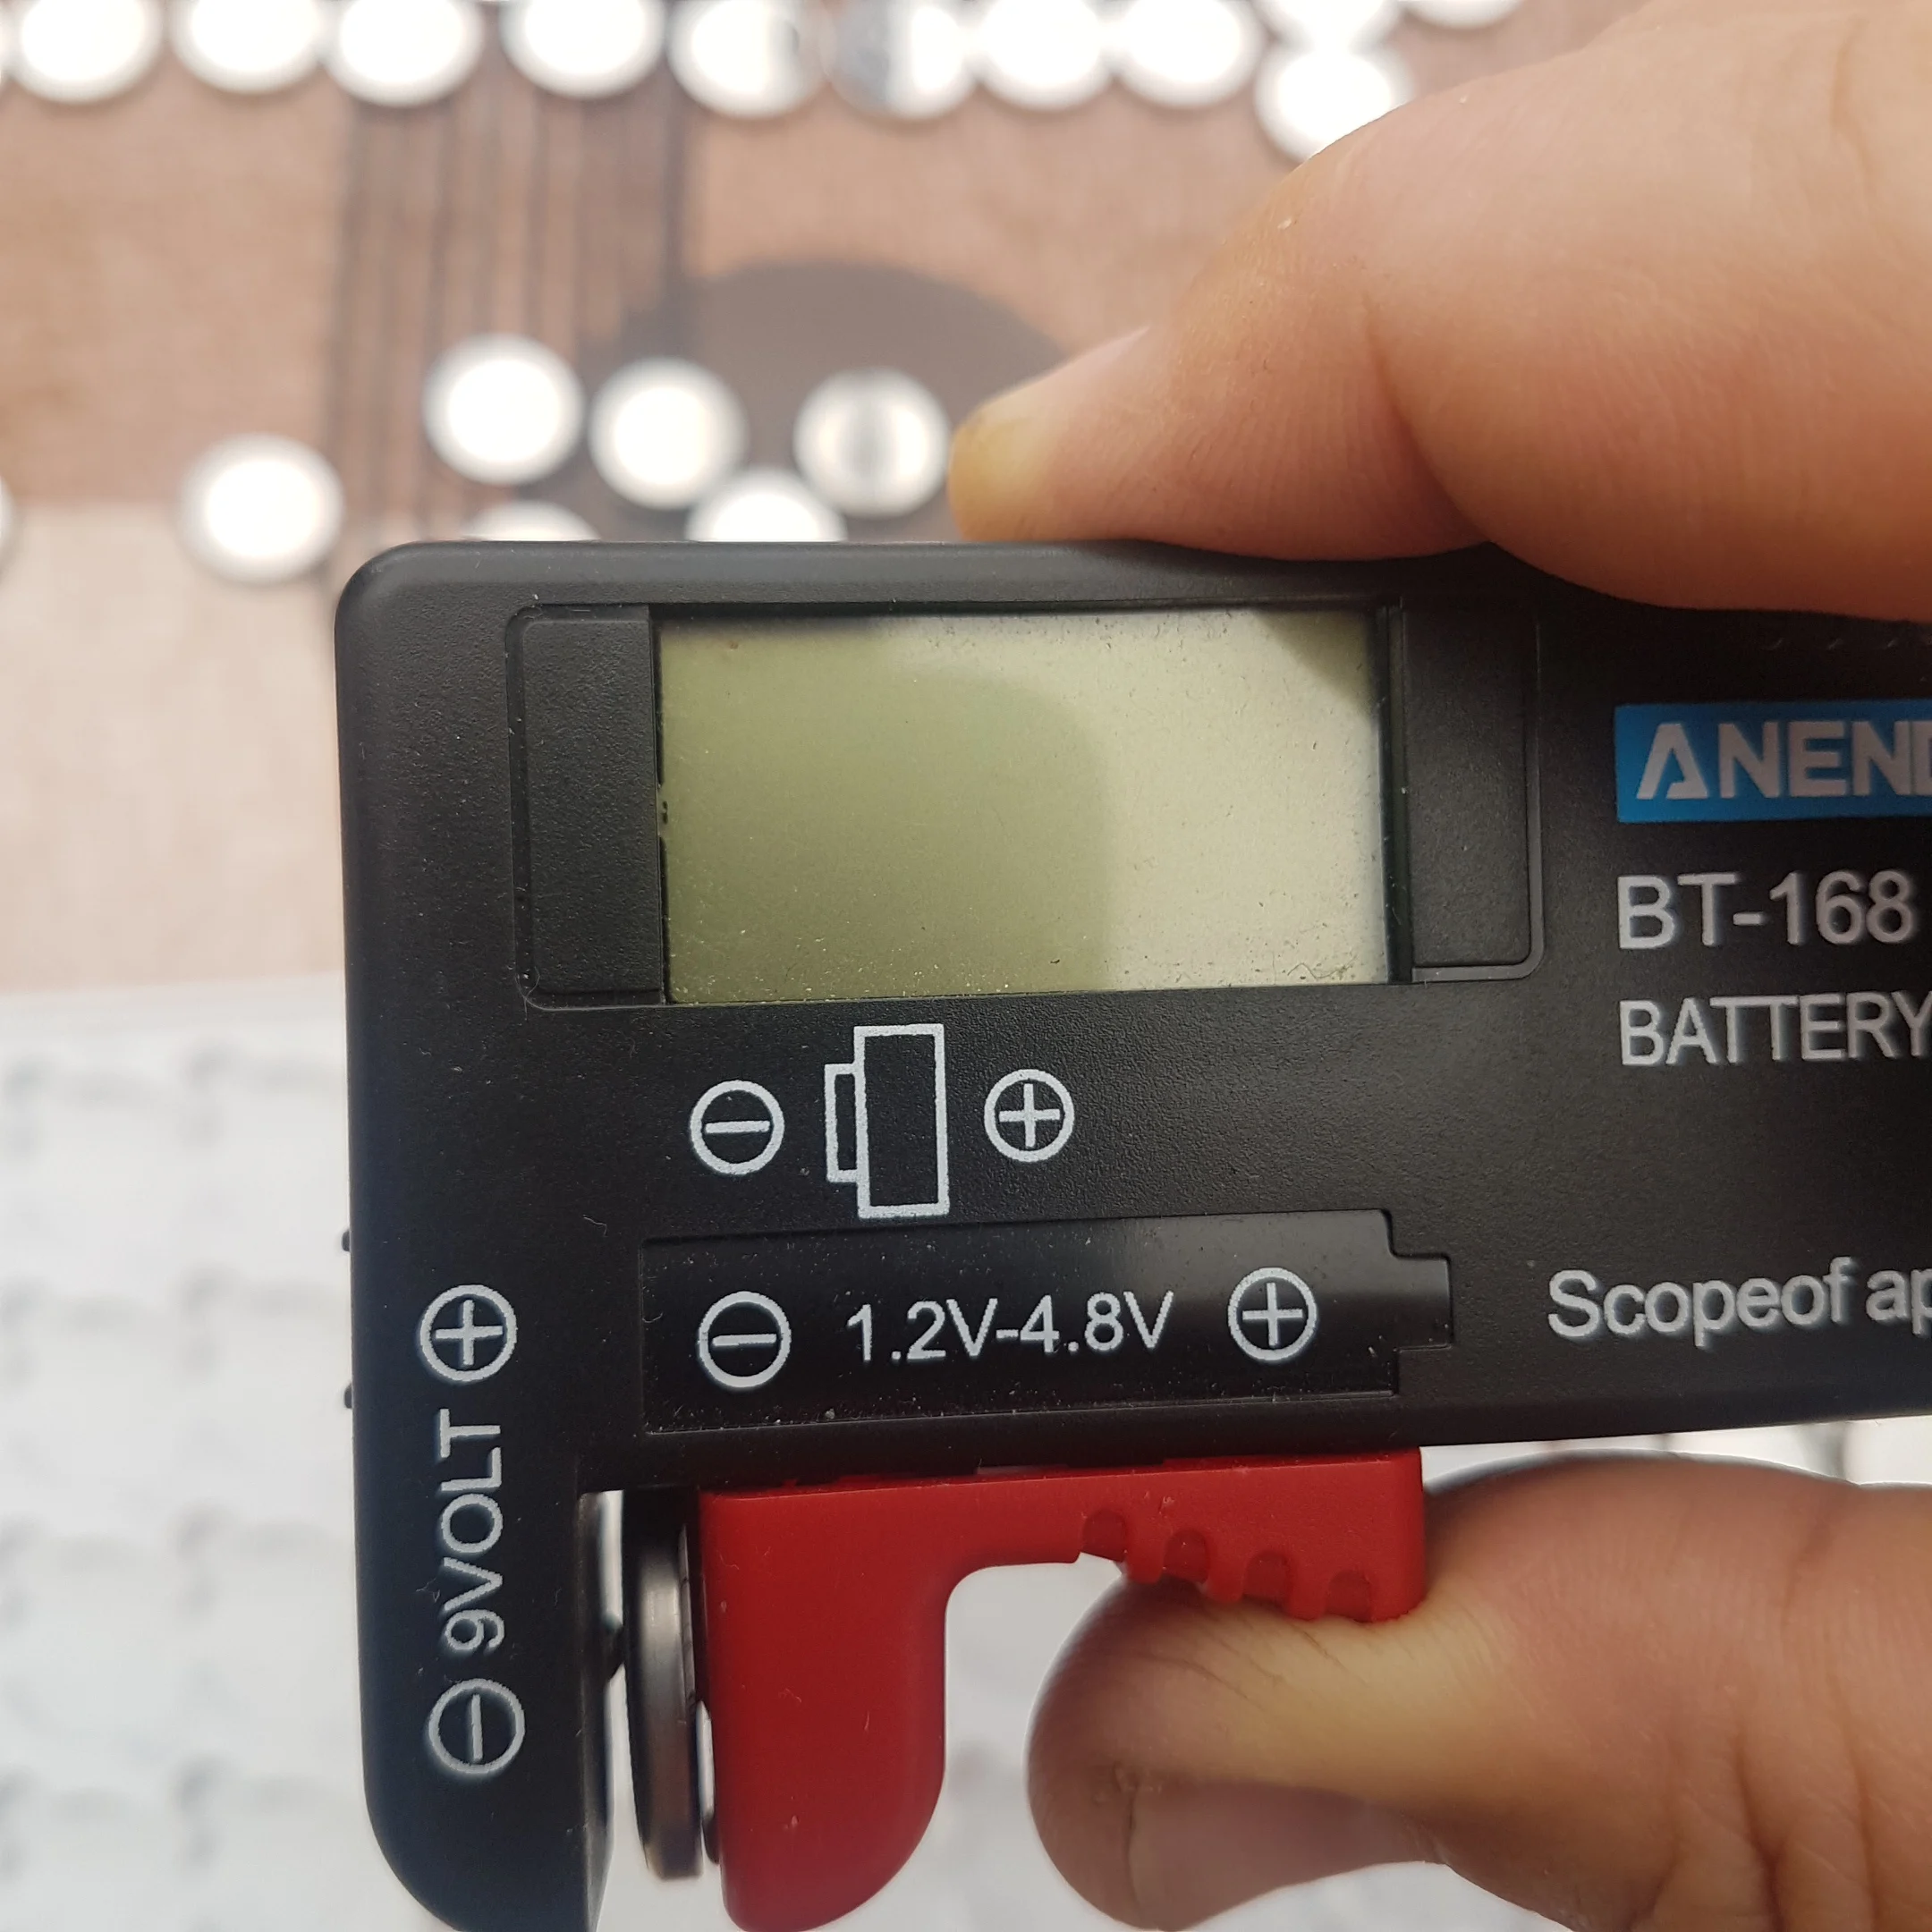 ANEN
BT-168
BATTERY
⊖ ⊕
⊖ 1.2V-4.8V ⊕
Scopeof ap
⊖ 9VOLT ⊕